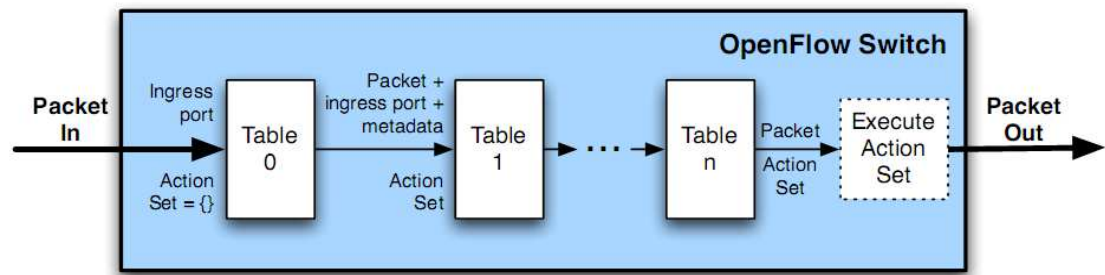 OpenFlow Switch
Packet
In
Ingress
port
Action
Set = {}
Table
0
Packet +
ingress port +
metadata
Action
Set
Table
1
...
Table
n
Packet
Action
Set
Execute
Action
Set
Packet
Out